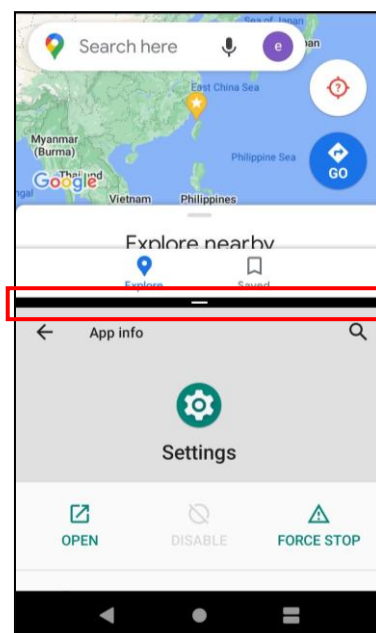 Sea of Japan
Search here
e
East China Sea
Myanmar
(Burma)
Thailand
Google
Philippine Sea
GO
Vietnam
Philippines
Explore nearby
Explore
Saved
App info
Settings
OPEN
DISABLE
FORCE STOP